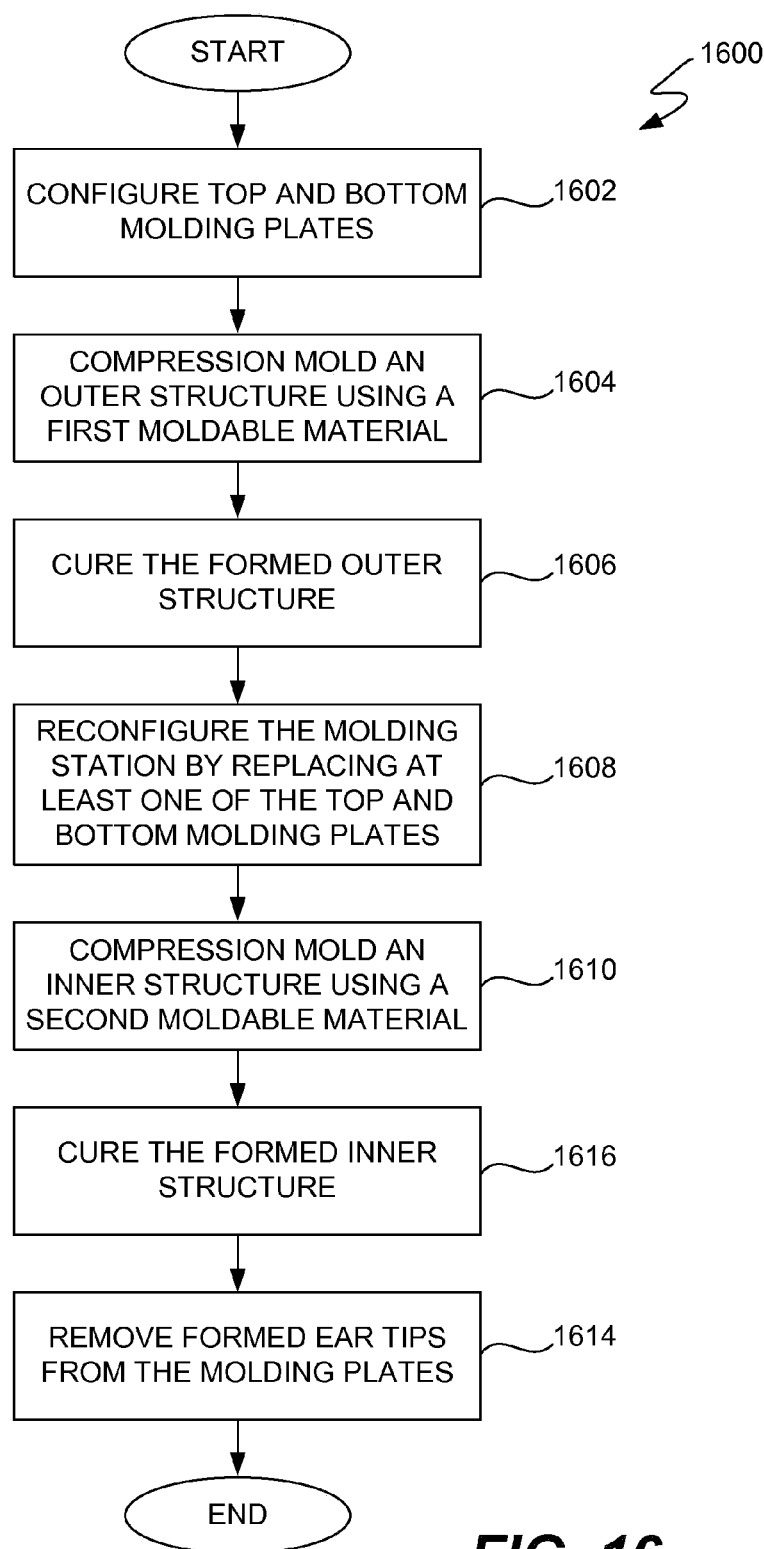 START
1600
CONFIGURE TOP AND BOTTOM
MOLDING PLATES
1602
COMPRESSION MOLD AN
OUTER STRUCTURE USING A
FIRST MOLDABLE MATERIAL
1604
CURE THE FORMED OUTER
STRUCTURE
1606
RECONFIGURE THE MOLDING
STATION BY REPLACING AT
LEAST ONE OF THE TOP AND
BOTTOM MOLDING PLATES
1608
COMPRESSION MOLD AN
INNER STRUCTURE USING A
SECOND MOLDABLE MATERIAL
1610
CURE THE FORMED INNER
STRUCTURE
1616
REMOVE FORMED EAR TIPS
FROM THE MOLDING PLATES
1614
END
FIG. 16